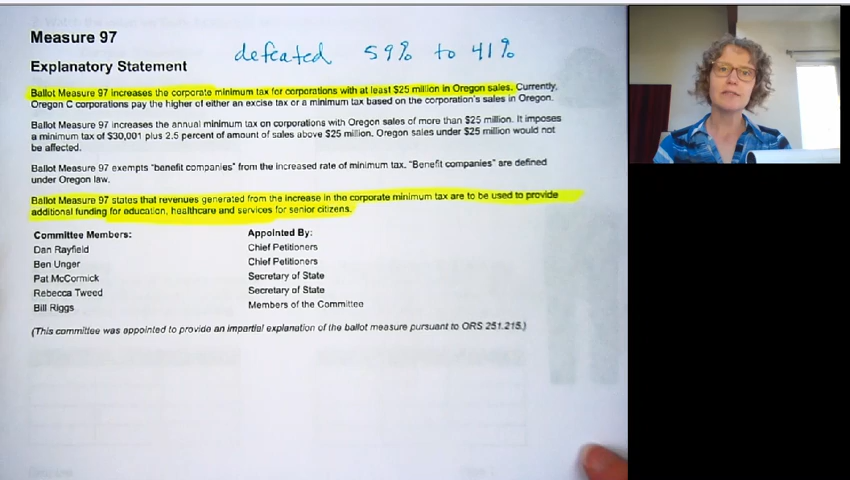 Measure 97
defeated 59% to 41%
Explanatory Statement
Ballot Measure 97 increases the corporate minimum tax for corporations with at least $25 million in Oregon sales. Currently,
Oregon C corporations pay the higher of either an excise tax or a minimum tax based on the corporation's sales in Oregon.
Ballot Measure 97 increases the annual minimum tax on corporations with Oregon sales of more than $25 million. It imposes
a minimum tax of $30,001 plus 2.5 percent of amount of sales above $25 million. Oregon sales under $25 million would not
be affected.
Ballot Measure 97 exempts "benefit companies" from the increased rate of minimum tax. "Benefit companies" are defined
under Oregon law.
Ballot Measure 97 states that revenues generated from the increase in the corporate minimum tax are to be used to provide
additional funding for education, healthcare and services for senior citizens.
Committee Members: Appointed By:
Dan Rayfield Chief Petitioners
Ben Unger Chief Petitioners
Pat McCormick Secretary of State
Rebecca Tweed Secretary of State
Bill Riggs Members of the Committee
(This committee was appointed to provide an impartial explanation of the ballot measure pursuant to ORS 251.215.)